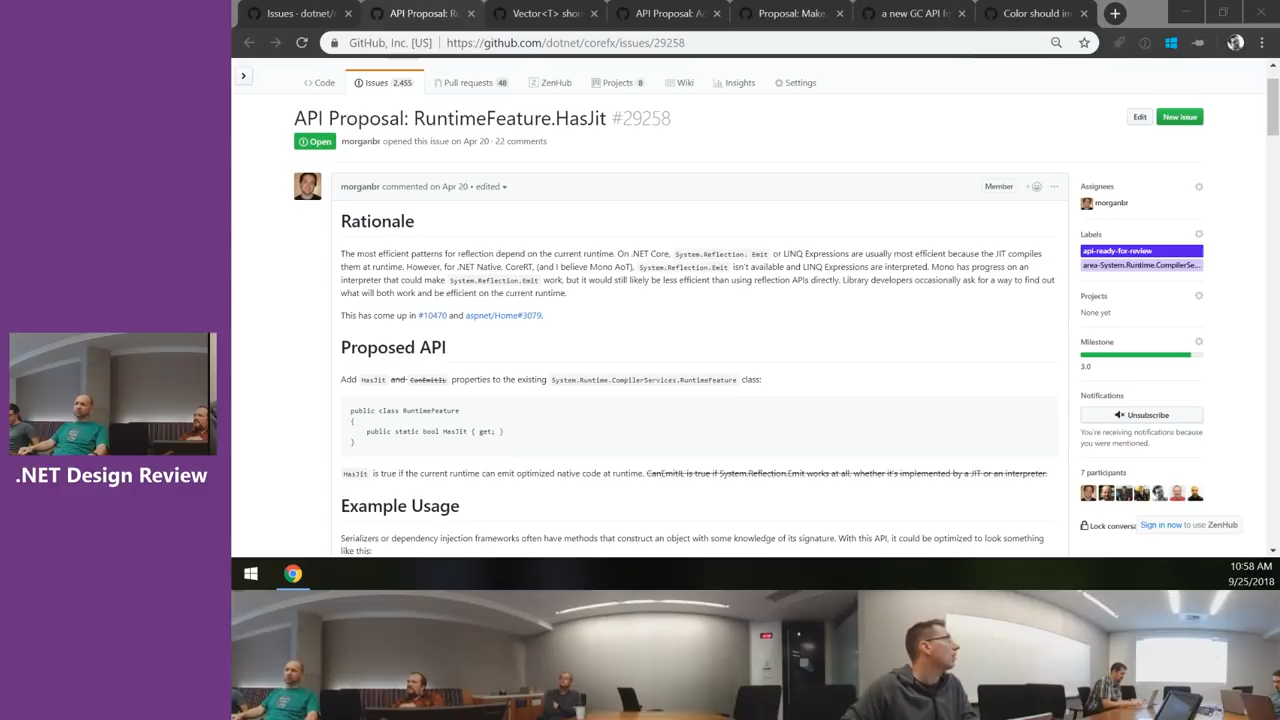 Issues · dotnet/c
API Proposal: Ru
Vector<T> shou
API Proposal: Ac
Proposal: Make
a new GC API fo
Color should im
GitHub, Inc. [US] https://github.com/dotnet/corefx/issues/29258
Code
Issues 2,455
Pull requests 48
ZenHub
Projects 8
Wiki
Insights
Settings
API Proposal: RuntimeFeature.HasJit #29258
Edit
New issue
Open
morganbr opened this issue on Apr 20 · 22 comments
morganbr commented on Apr 20 • edited
Member
Rationale
The most efficient patterns for reflection depend on the current runtime. On .NET Core, System.Reflection. Emit or LINQ Expressions are usually most efficient because the JIT compiles
them at runtime. However, for .NET Native, CoreRT, (and I believe Mono AoT), System.Reflection.Emit isn't available and LINQ Expressions are interpreted. Mono has progress on an
interpreter that could make System.Reflection.Emit work, but it would still likely be less efficient than using reflection APIs directly. Library developers occasionally ask for a way to find out
what will both work and be efficient on the current runtime.
This has come up in #10470 and aspnet/Home#3079.
Proposed API
Add HasJit and CanEmitIL properties to the existing System.Runtime.CompilerServices.RuntimeFeature class:
public class RuntimeFeature
{
public static bool HasJit { get; }
}
HasJit is true if the current runtime can emit optimized native code at runtime. CanEmitIL is true if System.Reflection.Emit works at all, whether it's implemented by a JIT or an interpreter.
Example Usage
Serializers or dependency injection frameworks often have methods that construct an object with some knowledge of its signature. With this API, it could be optimized to look something
like this:
Assignees
morganbr
Labels
api-ready-for-review
area-System.Runtime.CompilerSe...
Projects
None yet
Milestone
3.0
Notifications
Unsubscribe
You're receiving notifications because
you were mentioned.
7 participants
Lock conversa
Sign in now to use ZenHub
10:58 AM
9/25/2018
.NET Design Review